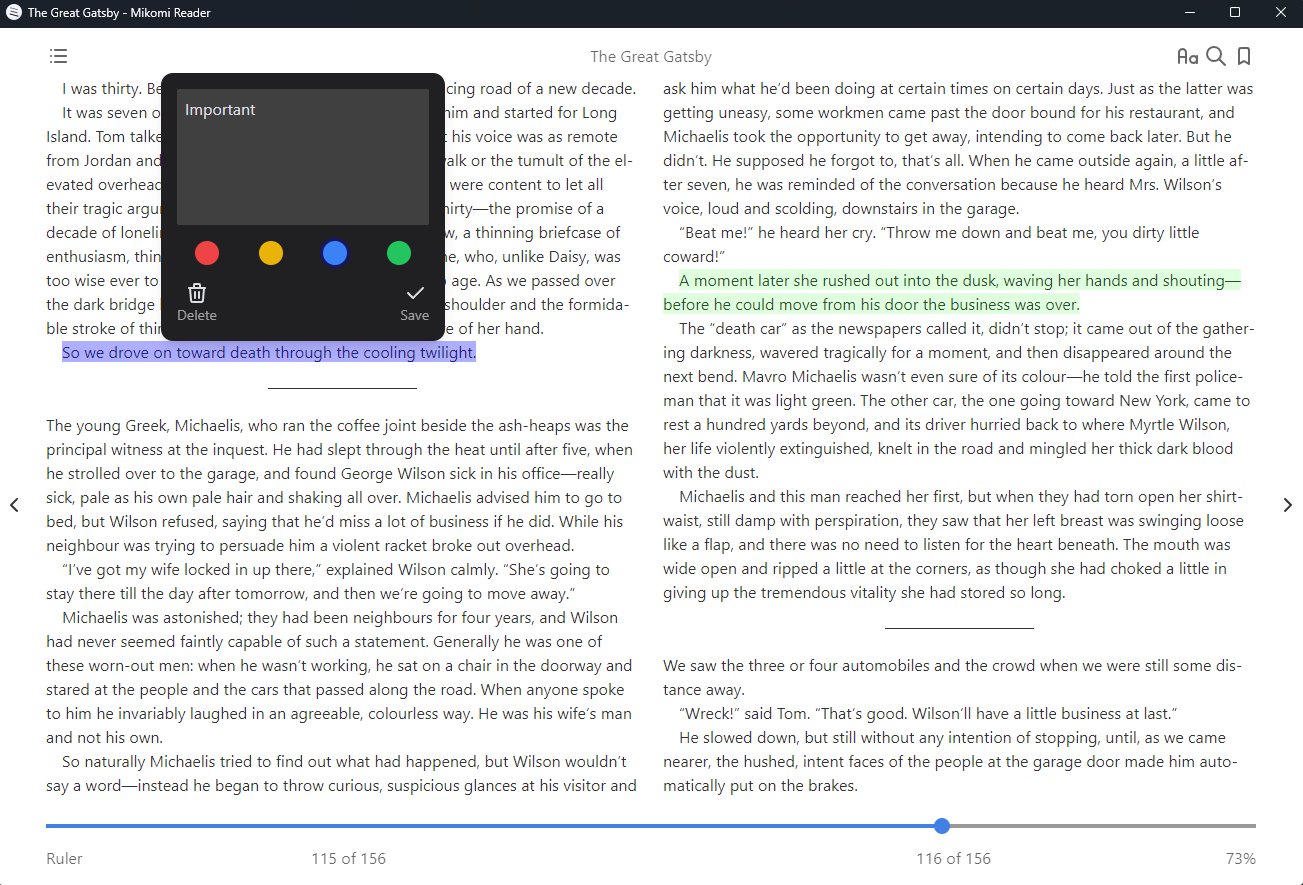 The Great Gatsby - Mikomi Reader
The Great Gatsby
Aa
I was thirty. Be
It was seven o
Island. Tom talke
from Jordan and
evated overhead
their tragic argu
decade of loneli
enthusiasm, thin
too wise ever to
the dark bridge
ble stroke of thir
cing road of a new decade.
him and started for Long
his voice was as remote
alk or the tumult of the el-
were content to let all
hirty—the promise of a
w, a thinning briefcase of
e, who, unlike Daisy, was
age. As we passed over
shoulder and the formida-
e of her hand.
Important
Delete
Save
So we drove on toward death through the cooling twilight.
The young Greek, Michaelis, who ran the coffee joint beside the ash-heaps was the
principal witness at the inquest. He had slept through the heat until after five, when
he strolled over to the garage, and found George Wilson sick in his office—really
sick, pale as his own pale hair and shaking all over. Michaelis advised him to go to
bed, but Wilson refused, saying that he’d miss a lot of business if he did. While his
neighbour was trying to persuade him a violent racket broke out overhead.
“I’ve got my wife locked in up there,” explained Wilson calmly. “She’s going to
stay there till the day after tomorrow, and then we’re going to move away.”
Michaelis was astonished; they had been neighbours for four years, and Wilson
had never seemed faintly capable of such a statement. Generally he was one of
these worn-out men: when he wasn’t working, he sat on a chair in the doorway and
stared at the people and the cars that passed along the road. When anyone spoke
to him he invariably laughed in an agreeable, colourless way. He was his wife’s man
and not his own.
So naturally Michaelis tried to find out what had happened, but Wilson wouldn’t
say a word—instead he began to throw curious, suspicious glances at his visitor and
ask him what he’d been doing at certain times on certain days. Just as the latter was
getting uneasy, some workmen came past the door bound for his restaurant, and
Michaelis took the opportunity to get away, intending to come back later. But he
didn’t. He supposed he forgot to, that’s all. When he came outside again, a little af-
ter seven, he was reminded of the conversation because he heard Mrs. Wilson’s
voice, loud and scolding, downstairs in the garage.
“Beat me!” he heard her cry. “Throw me down and beat me, you dirty little
coward!”
A moment later she rushed out into the dusk, waving her hands and shouting—
before he could move from his door the business was over.
The “death car” as the newspapers called it, didn’t stop; it came out of the gather-
ing darkness, wavered tragically for a moment, and then disappeared around the
next bend. Mavro Michaelis wasn’t even sure of its colour—he told the first police-
man that it was light green. The other car, the one going toward New York, came to
rest a hundred yards beyond, and its driver hurried back to where Myrtle Wilson,
her life violently extinguished, knelt in the road and mingled her thick dark blood
with the dust.
Michaelis and this man reached her first, but when they had torn open her shirt-
waist, still damp with perspiration, they saw that her left breast was swinging loose
like a flap, and there was no need to listen for the heart beneath. The mouth was
wide open and ripped a little at the corners, as though she had choked a little in
giving up the tremendous vitality she had stored so long.
We saw the three or four automobiles and the crowd when we were still some dis-
tance away.
“Wreck!” said Tom. “That’s good. Wilson’ll have a little business at last.”
He slowed down, but still without any intention of stopping, until, as we came
nearer, the hushed, intent faces of the people at the garage door made him auto-
matically put on the brakes.
Ruler
115 of 156
116 of 156
73%